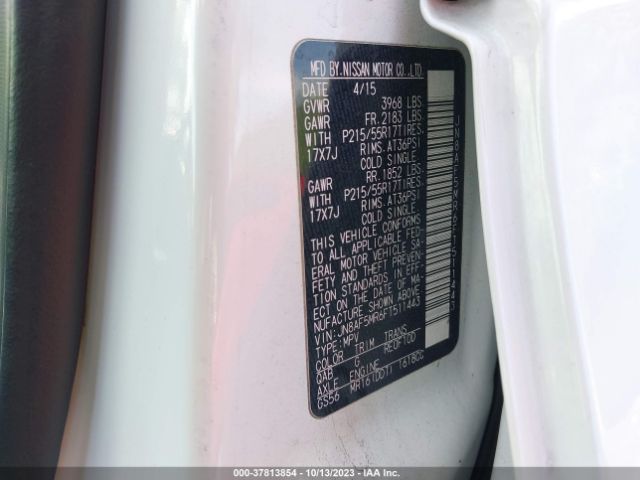 MFD BY. NISSAN MOTOR CO.,LTD.
DATE 4/15
GVWR 3968 LBS.
GAWR FR.2183 LBS.
WITH P215/55R17TIRES,
17X7J RIMS.AT36PSI
COLD SINGLE
GAWR RR.1852 LBS.
WITH P215/55R17TIRES,
17X7J RIMS.AT36PSI
COLD SINGLE
THIS VEHICLE CONFORMS
TO ALL APPLICABLE FED-
ERAL MOTOR VEHICLE SA-
FETY AND THEFT PREVEN-
TION STANDARDS IN EFF-
ECT ON THE DATE OF MA-
NUFACTURE SHOWN ABOVE
VIN: JN8AF5MR6FT511443
TYPE: MPV
COLOR TRIM TRANS
QAB G RE0F10D
AXLE ENGINE
GS56 MR16(DDT) 1618CC
JN8AF5MR6FT511443
000-37813854 - 10/13/2023 - IAA Inc.